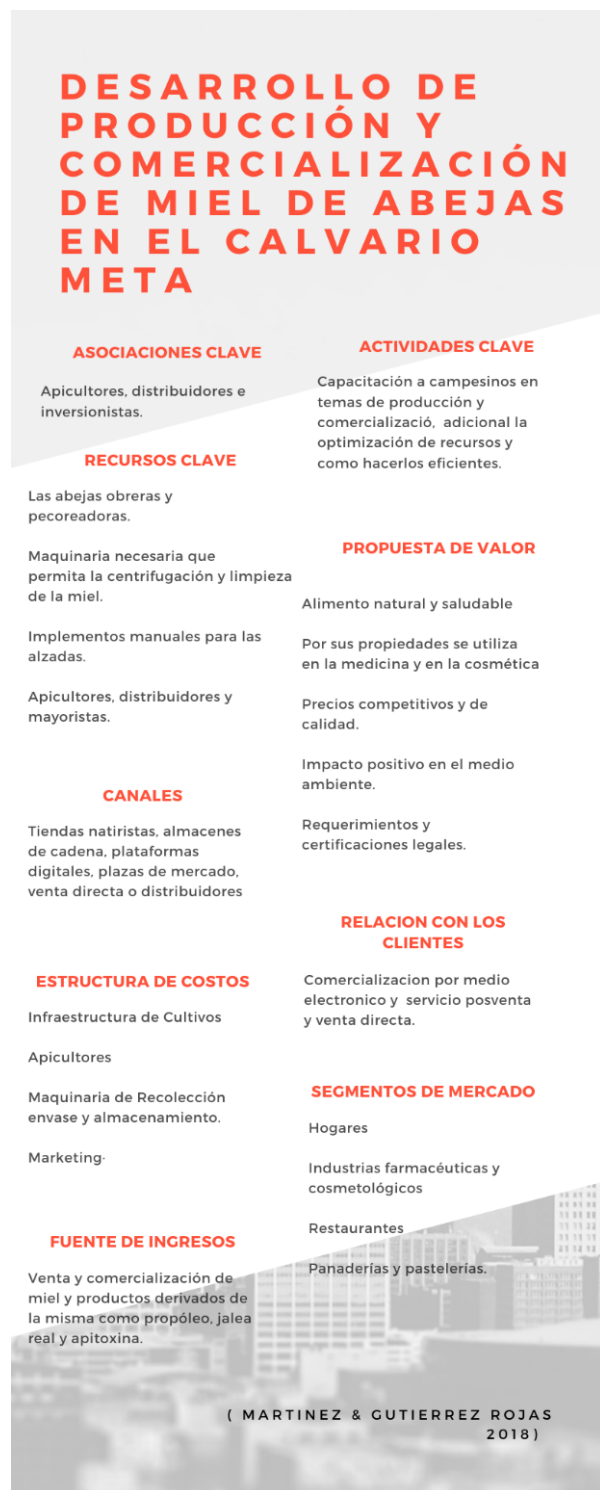 DESARROLLO DE
PRODUCCIÓN Y
COMERCIALIZACIÓN
DE MIEL DE ABEJAS
EN EL CALVARIO
META
ASOCIACIONES CLAVE
Apicultores, distribuidores e
inversionistas.
RECURSOS CLAVE
Las abejas obreras y
pecoreadoras.
Maquinaria necesaria que
permita la centrifugación y limpieza
de la miel.
Implementos manuales para las
alzadas.
Apicultores, distribuidores y
mayoristas.
CANALES
Tiendas natiristas, almacenes
de cadena, plataformas
digitales, plazas de mercado,
venta directa o distribuidores
ESTRUCTURA DE COSTOS
Infraestructura de Cultivos
Apicultores
Maquinaria de Recolección
envase y almacenamiento.
Marketing·
FUENTE DE INGRESOS
Venta y comercialización de
miel y productos derivados de
la misma como propóleo, jalea
real y apitoxina.
ACTIVIDADES CLAVE
Capacitación a campesinos en
temas de producción y
comercializació, adicional la
optimización de recursos y
como hacerlos eficientes.
PROPUESTA DE VALOR
Alimento natural y saludable
Por sus propiedades se utiliza
en la medicina y en la cosmética
Precios competitivos y de
calidad.
Impacto positivo en el medio
ambiente.
Requerimientos y
certificaciones legales.
RELACION CON LOS
CLIENTES
Comercializacion por medio
electronico y servicio posventa
y venta directa.
SEGMENTOS DE MERCADO
Hogares
Industrias farmacéuticas y
cosmetológicos
Restaurantes
Panaderías y pastelerías.
( MARTINEZ & GUTIERREZ ROJAS
2018)